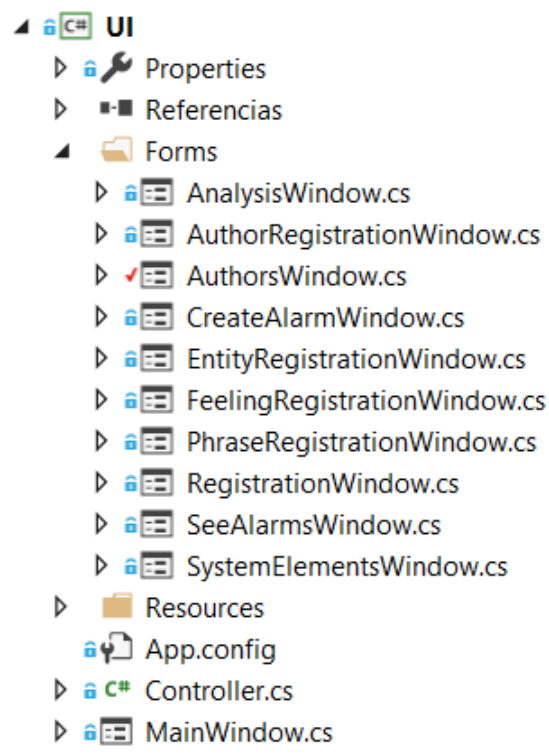 C# UI
Properties
Referencias
Forms
AnalysisWindow.cs
AuthorRegistrationWindow.cs
AuthorsWindow.cs
CreateAlarmWindow.cs
EntityRegistrationWindow.cs
FeelingRegistrationWindow.cs
PhraseRegistrationWindow.cs
RegistrationWindow.cs
SeeAlarmsWindow.cs
SystemElementsWindow.cs
Resources
App.config
C# Controller.cs
MainWindow.cs